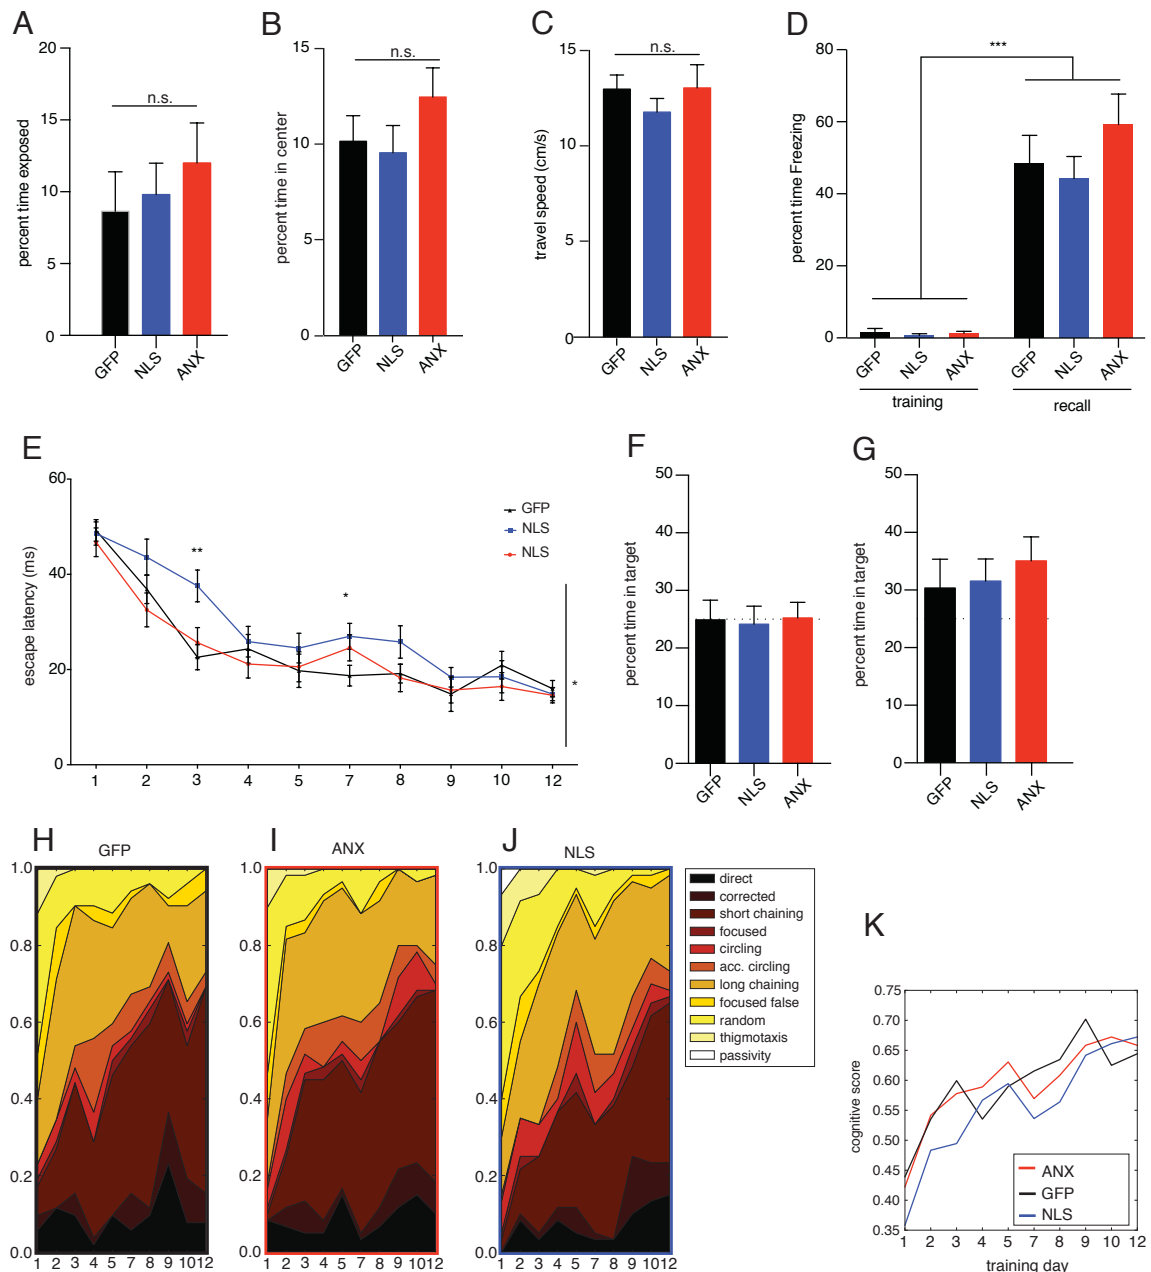 A
20
15
10
5
0
percent time exposed
n.s.
GFP
NLS
ANX
B
15
10
5
0
percent time in center
n.s.
GFP
NLS
ANX
C
15
10
5
0
travel speed (cm/s)
n.s.
GFP
NLS
ANX
D
80
60
40
20
0
percent time Freezing
***
GFP
NLS
ANX
GFP
NLS
ANX
training
recall
E
60
40
20
0
escape latency (ms)
**
*
*
GFP
NLS
NLS
1 2 3 4 5 7 8 9 10 12
F
50
40
30
20
10
0
percent time in target
GFP
NLS
ANX
G
50
40
30
20
10
0
percent time in target
GFP
NLS
ANX
H
GFP
1.0
0.8
0.6
0.4
0.2
0.0
1 2 3 4 5 7 8 9 10 12
I
ANX
1.0
0.8
0.6
0.4
0.2
0.0
1 2 3 4 5 7 8 9 10 12
J
NLS
1.0
0.8
0.6
0.4
0.2
0.0
1 2 3 4 5 7 8 9 10 12
direct
corrected
short chaining
focused
circling
acc. circling
long chaining
focused false
random
thigmotaxis
passivity
K
0.75
0.70
0.65
0.60
0.55
0.50
0.45
0.40
0.35
cognitive score
ANX
GFP
NLS
1 2 3 4 5 7 8 9 10 12
training day